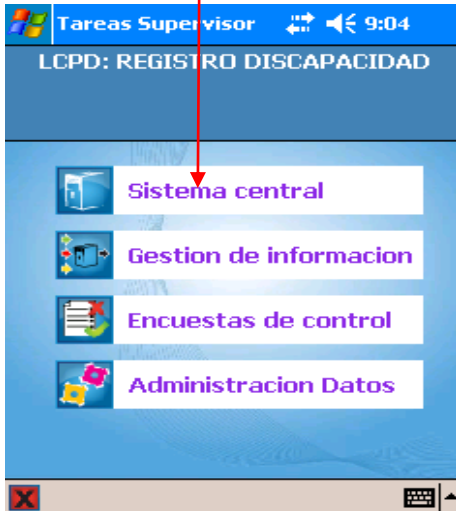 Tareas Supervisor 9:04
LCPD: REGISTRO DISCAPACIDAD
Sistema central
Gestion de informacion
Encuestas de control
Administracion Datos